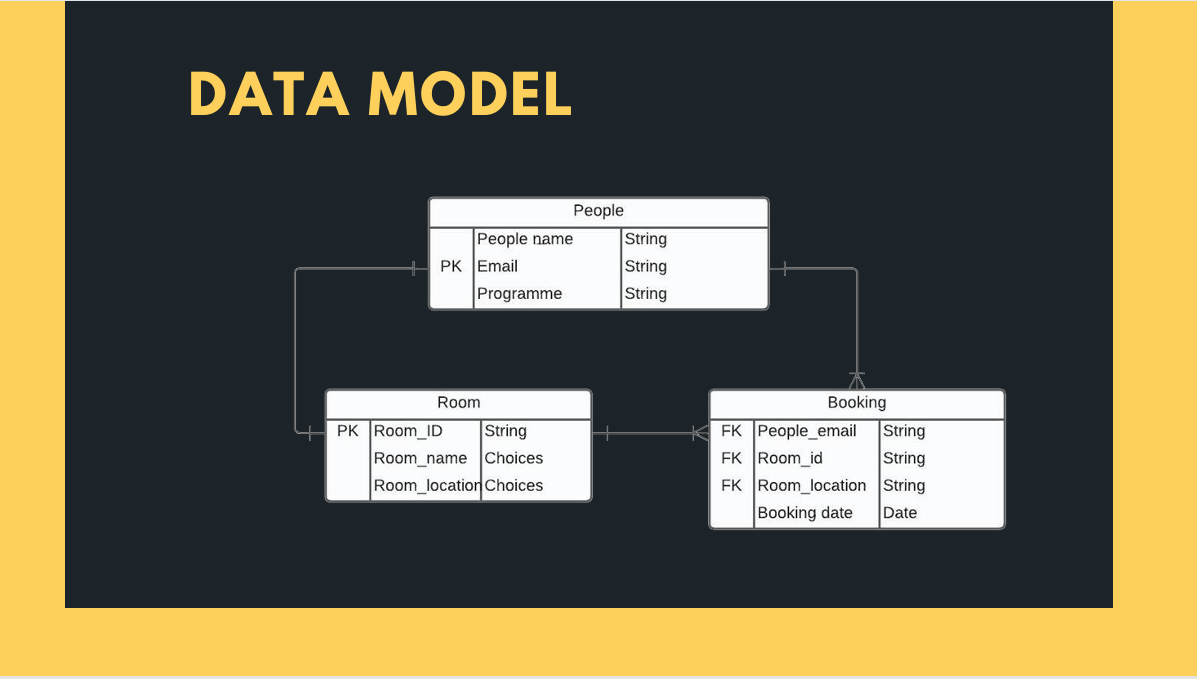 DATA MODEL
People
People name String
PK Email String
Programme String
Room
PK Room_ID String
Room_name Choices
Room_location Choices
Booking
FK People_email String
FK Room_id String
FK Room_location String
Booking date Date